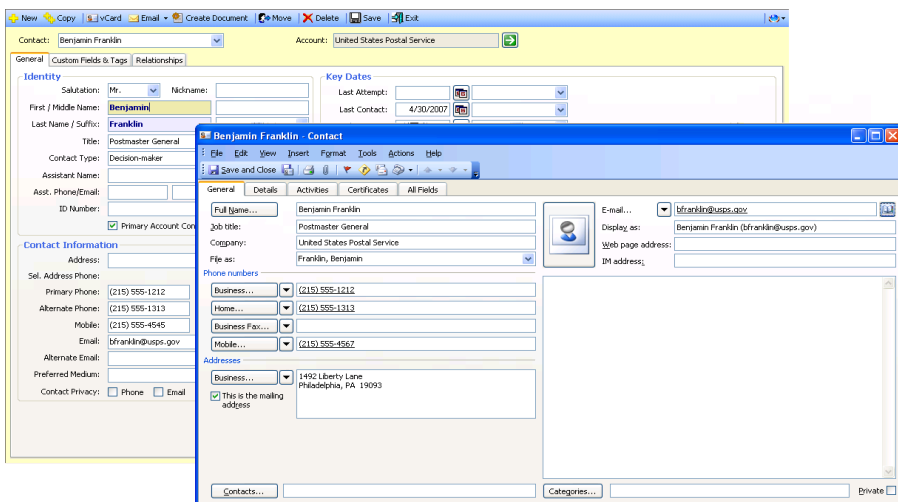 New Copy vCard Email Create Document Move Delete Save Exit
Contact: Benjamin Franklin Account: United States Postal Service
General Custom Fields & Tags Relationships
Identity
Salutation: Mr. Nickname:
First / Middle Name: Benjamin
Last Name / Suffix: Franklin
Title: Postmaster General
Contact Type: Decision-maker
Assistant Name:
Asst. Phone/Email:
ID Number:
Primary Account Con
Key Dates
Last Attempt:
Last Contact: 4/30/2007
Contact Information
Address:
Sel. Address Phone:
Primary Phone: (215) 555-1212
Alternate Phone: (215) 555-1313
Mobile: (215) 555-4545
Email: bfranklin@usps.gov
Alternate Email:
Preferred Medium:
Contact Privacy: Phone Email
Benjamin Franklin - Contact
File Edit View Insert Format Tools Actions Help
Save and Close
General Details Activities Certificates All Fields
Full Name... Benjamin Franklin
Job title: Postmaster General
Company: United States Postal Service
File as: Franklin, Benjamin
E-mail... bfranklin@usps.gov
Display as: Benjamin Franklin (bfranklin@usps.gov)
Web page address:
IM address:
Phone numbers
Business... (215) 555-1212
Home... (215) 555-1313
Business Fax...
Mobile... (215) 555-4567
Addresses
Business... 1492 Liberty Lane
Philadelphia, PA 19093
This is the mailing
address
Contacts... Categories... Private